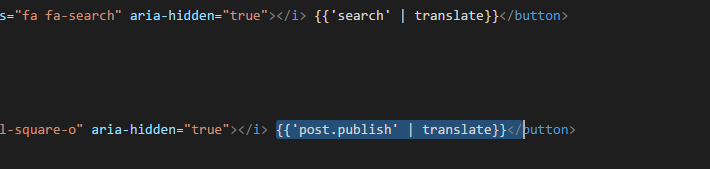 s="fa fa-search" aria-hidden="true"></i> {{'search' | translate}}</button>
l-square-o" aria-hidden="true"></i> {{'post.publish' | translate}}</button>